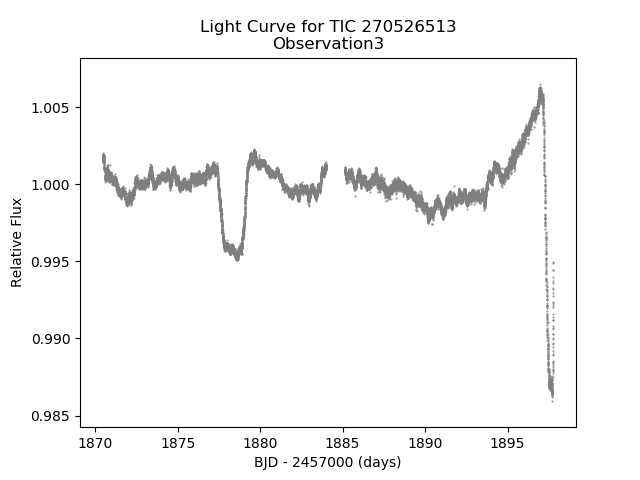 Light Curve for TIC 270526513
Observation3
1.005
1.000
0.995
0.990
0.985
Relative Flux
1870 1875 1880 1885 1890 1895
BJD - 2457000 (days)